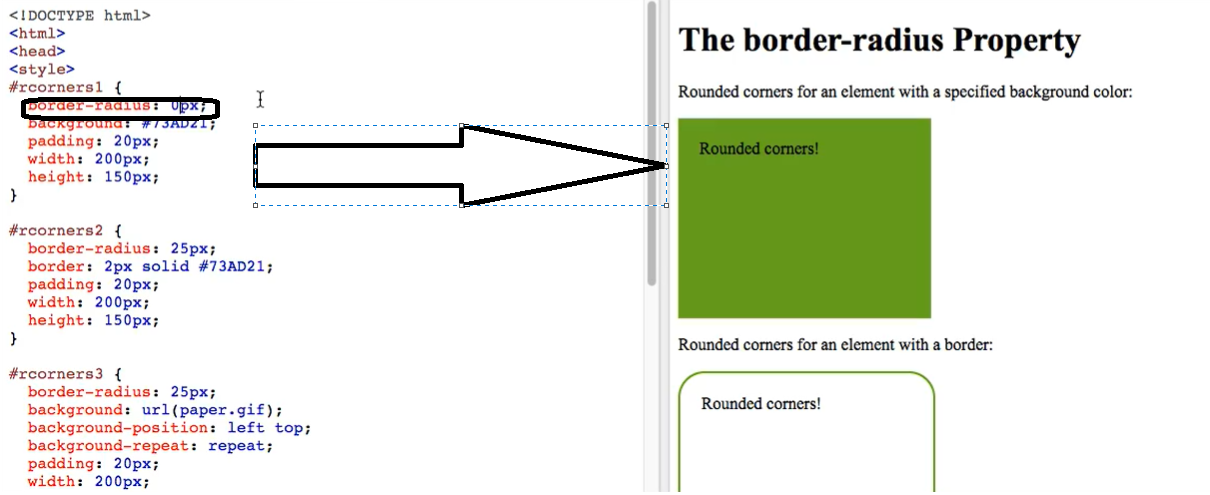 <!DOCTYPE html>
<html>
<head>
<style>
#rcorners1 {
border-radius: 0px;
background: #73AD21;
padding: 20px;
width: 200px;
height: 150px;
}
#rcorners2 {
border-radius: 25px;
border: 2px solid #73AD21;
padding: 20px;
width: 200px;
height: 150px;
}
#rcorners3 {
border-radius: 25px;
background: url(paper.gif);
background-position: left top;
background-repeat: repeat;
padding: 20px;
width: 200px;
The border-radius Property
Rounded corners for an element with a specified background color:
Rounded corners!
Rounded corners for an element with a border:
Rounded corners!